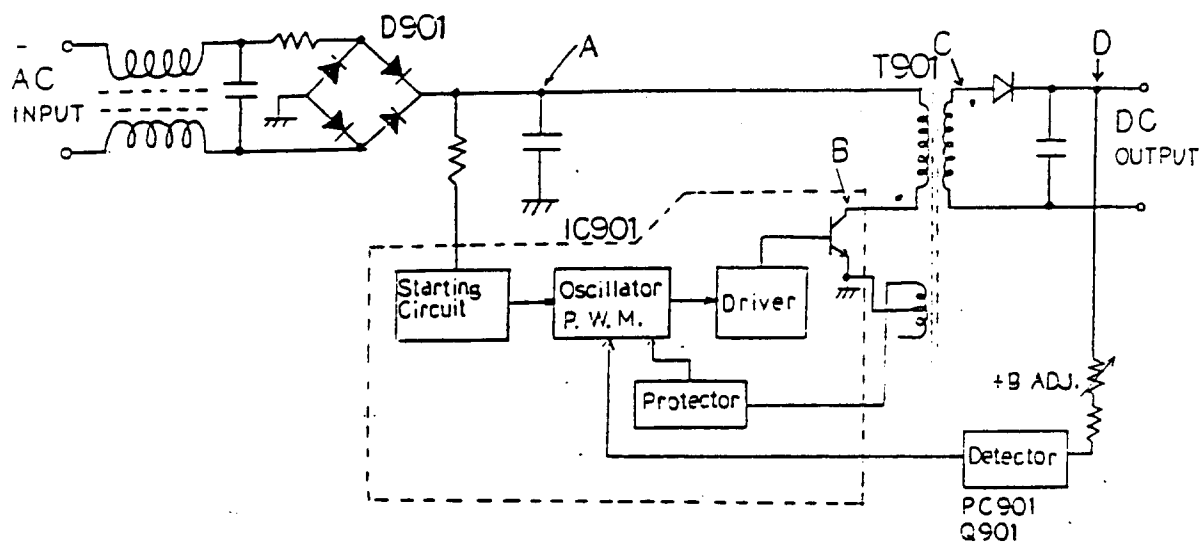 D901
A
AC
INPUT
T901
C
D
DC
OUTPUT
B
IC901
Starting
Circuit
Oscillator
P. W. M.
Driver
Protector
+B ADJ.
Detector
PC901
Q901